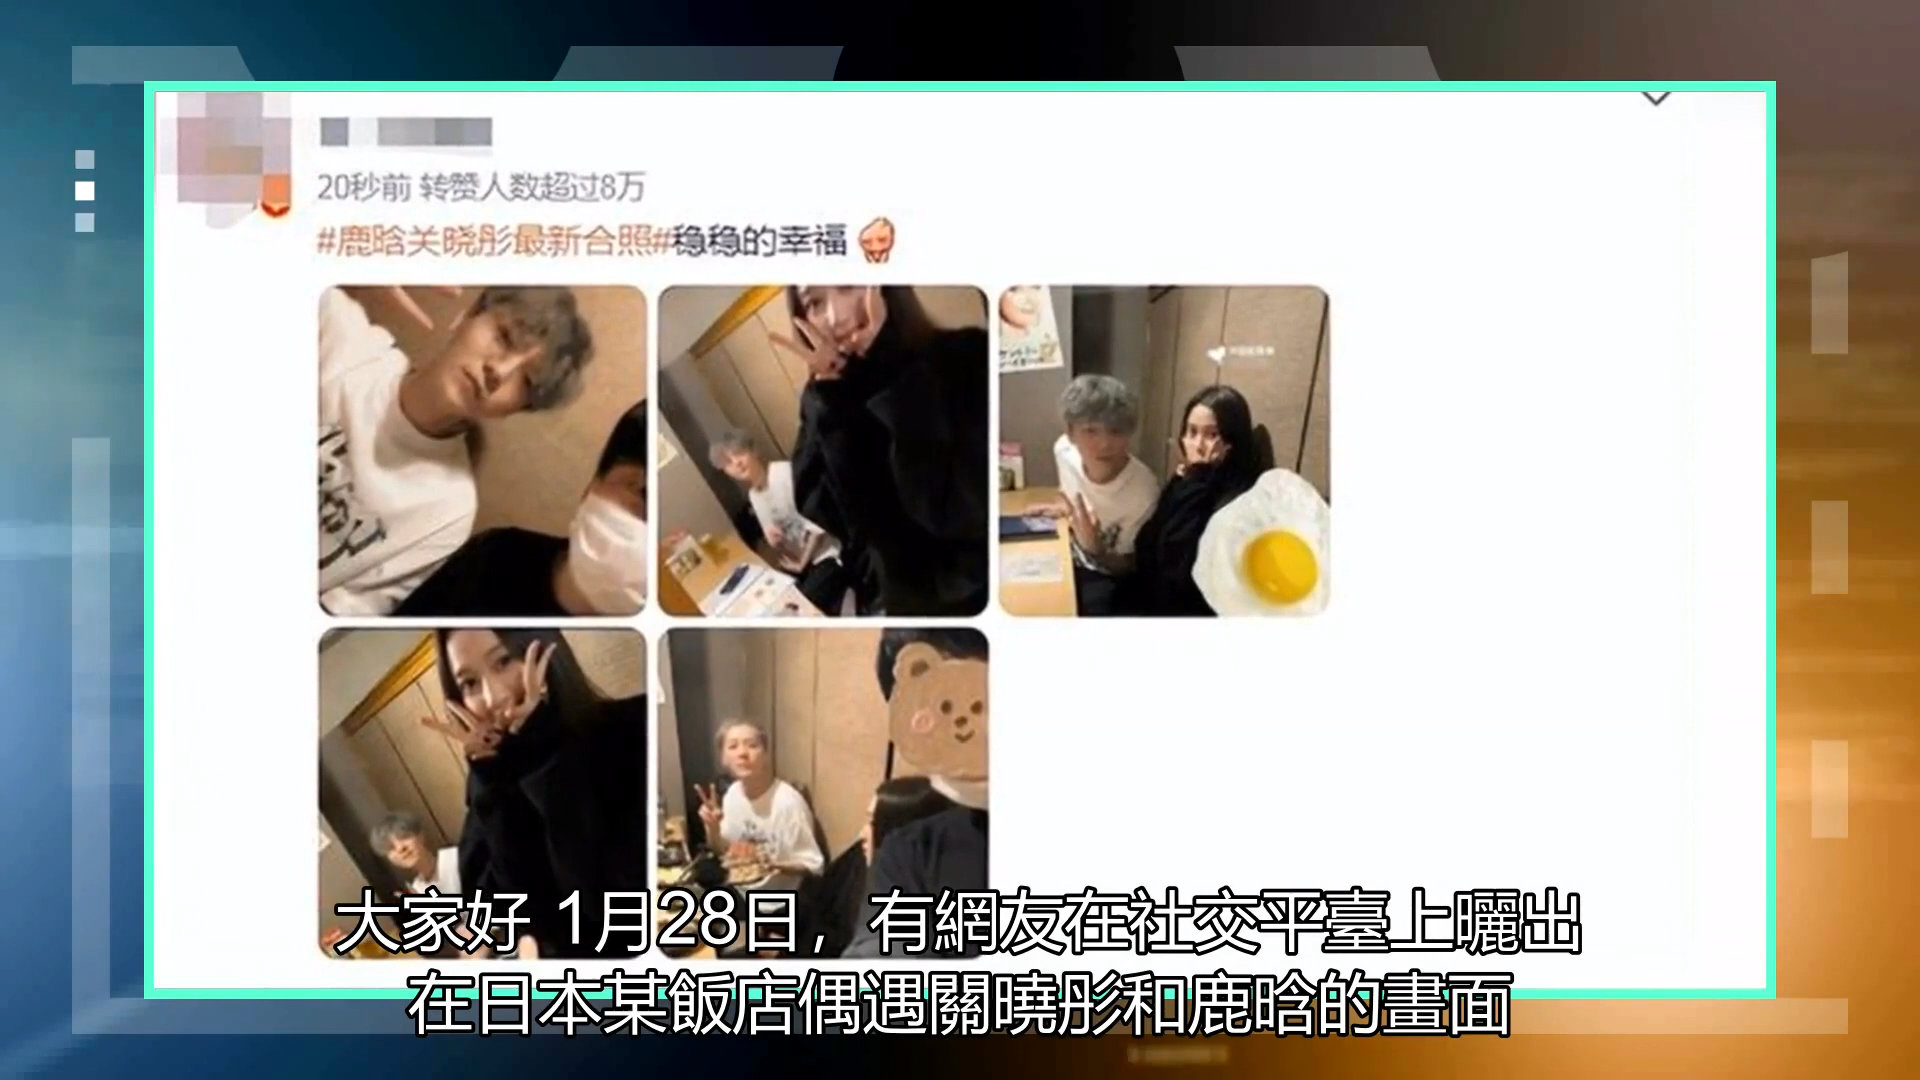 20秒前 转赞人数超过8万
#鹿晗关晓彤最新合照#稳稳的幸福
大家好 1月28日，有網友在社交平臺上曬出
在日本某飯店偶遇關曉彤和鹿晗的畫面